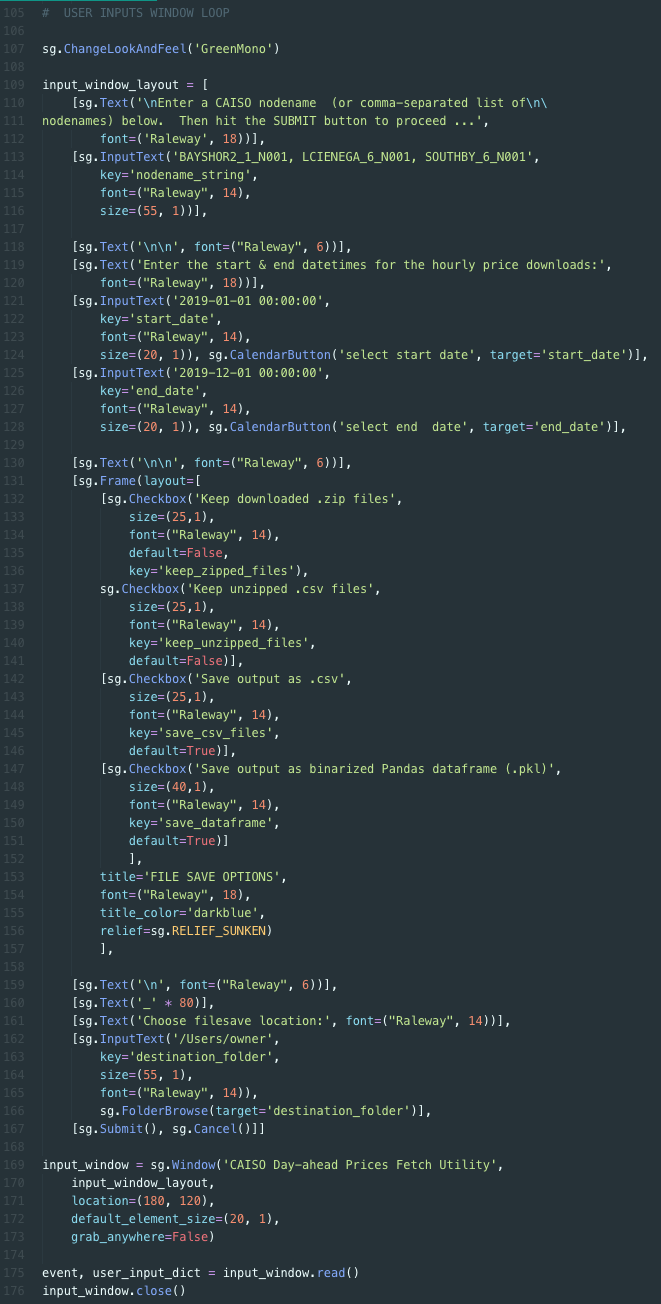 105 #  USER INPUTS WINDOW LOOP
106
107 sg.ChangeLookAndFeel('GreenMono')
108
109 input_window_layout = [
110     [sg.Text('\nEnter a CAISO nodename  (or comma-separated list of\n\
111 nodenames) below.  Then hit the SUBMIT button to proceed ...',
112         font=('Raleway', 18))],
113     [sg.InputText('BAYSHOR2_1_N001, LCIENEGA_6_N001, SOUTHBY_6_N001',
114         key='nodename_string',
115         font=("Raleway", 14),
116         size=(55, 1))],
117
118     [sg.Text('\n\n', font=("Raleway", 6))],
119     [sg.Text('Enter the start & end datetimes for the hourly price downloads:',
120         font=("Raleway", 18))],
121     [sg.InputText('2019-01-01 00:00:00',
122         key='start_date',
123         font=("Raleway", 14),
124         size=(20, 1)), sg.CalendarButton('select start date', target='start_date')],
125     [sg.InputText('2019-12-01 00:00:00',
126         key='end_date',
127         font=("Raleway", 14),
128         size=(20, 1)), sg.CalendarButton('select end  date', target='end_date')],
129
130     [sg.Text('\n\n', font=("Raleway", 6))],
131     [sg.Frame(layout=[
132         [sg.Checkbox('Keep downloaded .zip files',
133             size=(25,1),
134             font=("Raleway", 14),
135             default=False,
136             key='keep_zipped_files'),
137         sg.Checkbox('Keep unzipped .csv files',
138             size=(25,1),
139             font=("Raleway", 14),
140             key='keep_unzipped_files',
141             default=False)],
142         [sg.Checkbox('Save output as .csv',
143             size=(25,1),
144             font=("Raleway", 14),
145             key='save_csv_files',
146             default=True)],
147         [sg.Checkbox('Save output as binarized Pandas dataframe (.pkl)',
148             size=(40,1),
149             font=("Raleway", 14),
150             key='save_dataframe',
151             default=True)]
152             ],
153         title='FILE SAVE OPTIONS',
154         font=("Raleway", 18),
155         title_color='darkblue',
156         relief=sg.RELIEF_SUNKEN)
157         ],
158
159     [sg.Text('\n', font=("Raleway", 6))],
160     [sg.Text('_' * 80)],
161     [sg.Text('Choose filesave location:', font=("Raleway", 14))],
162     [sg.InputText('/Users/owner',
163         key='destination_folder',
164         size=(55, 1),
165         font=("Raleway", 14)),
166         sg.FolderBrowse(target='destination_folder')],
167     [sg.Submit(), sg.Cancel()]]
168
169 input_window = sg.Window('CAISO Day-ahead Prices Fetch Utility',
170     input_window_layout,
171     location=(180, 120),
172     default_element_size=(20, 1),
173     grab_anywhere=False)
174
175 event, user_input_dict = input_window.read()
176 input_window.close()